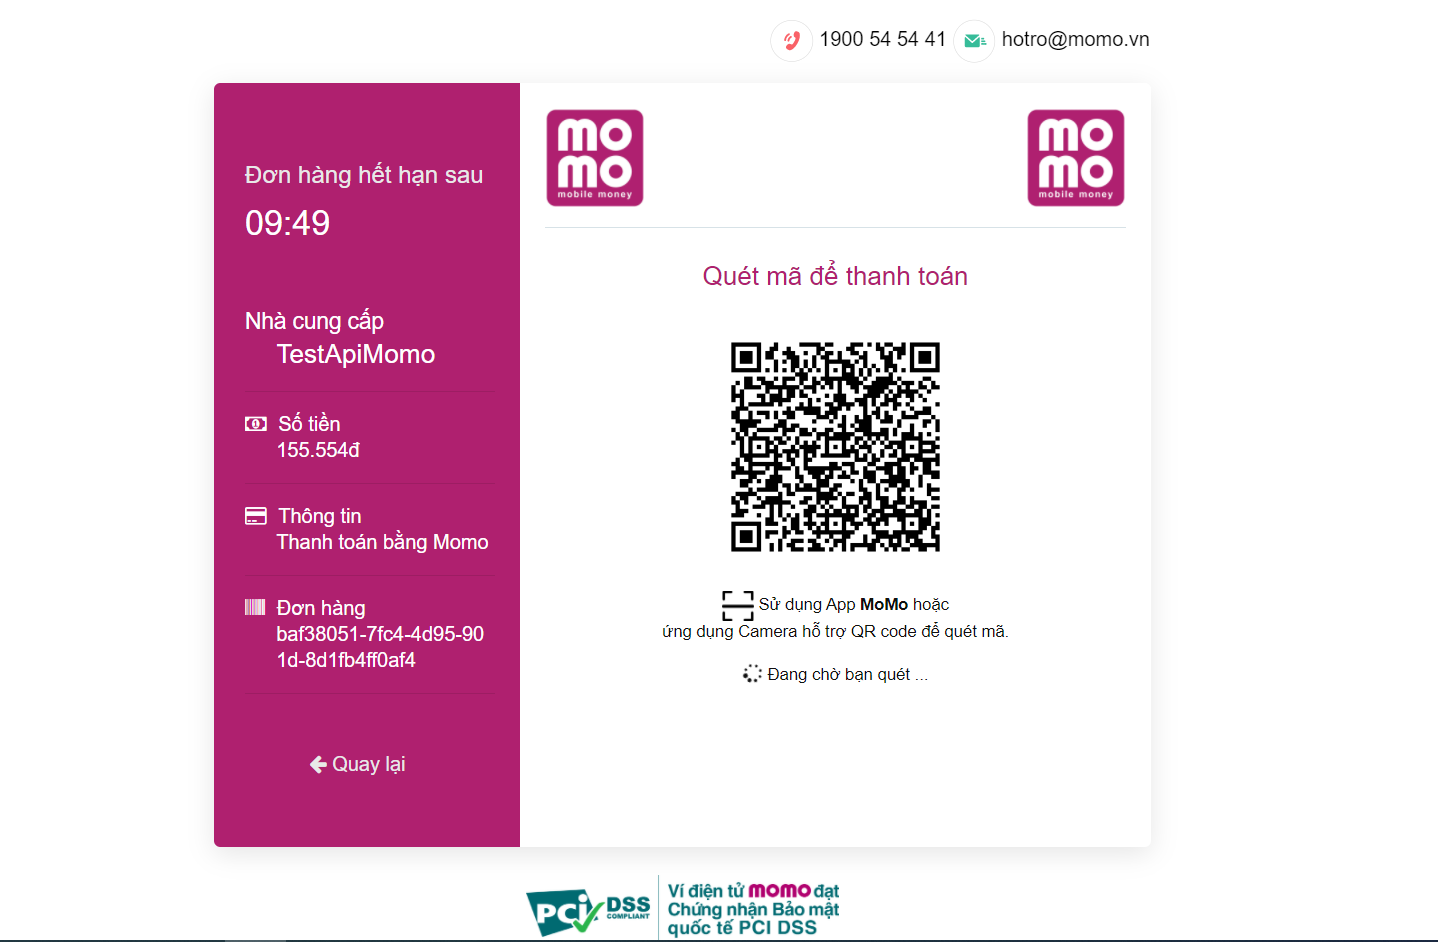 1900 54 54 41 hotro@momo.vn
Đơn hàng hết hạn sau
09:49
Nhà cung cấp
TestApiMomo
Số tiền
155.554đ
Thông tin
Thanh toán bằng Momo
Đơn hàng
baf38051-7fc4-4d95-90
1d-8d1fb4ff0af4
Quay lại
mo
mo
mobile money
mo
mo
mobile money
Quét mã để thanh toán
Sử dụng App MoMo hoặc
ứng dụng Camera hỗ trợ QR code để quét mã.
Đang chờ bạn quét ...
PCi DSS
COMPLIANT
Ví điện tử momo đạt
Chứng nhận Bảo mật
quốc tế PCI DSS